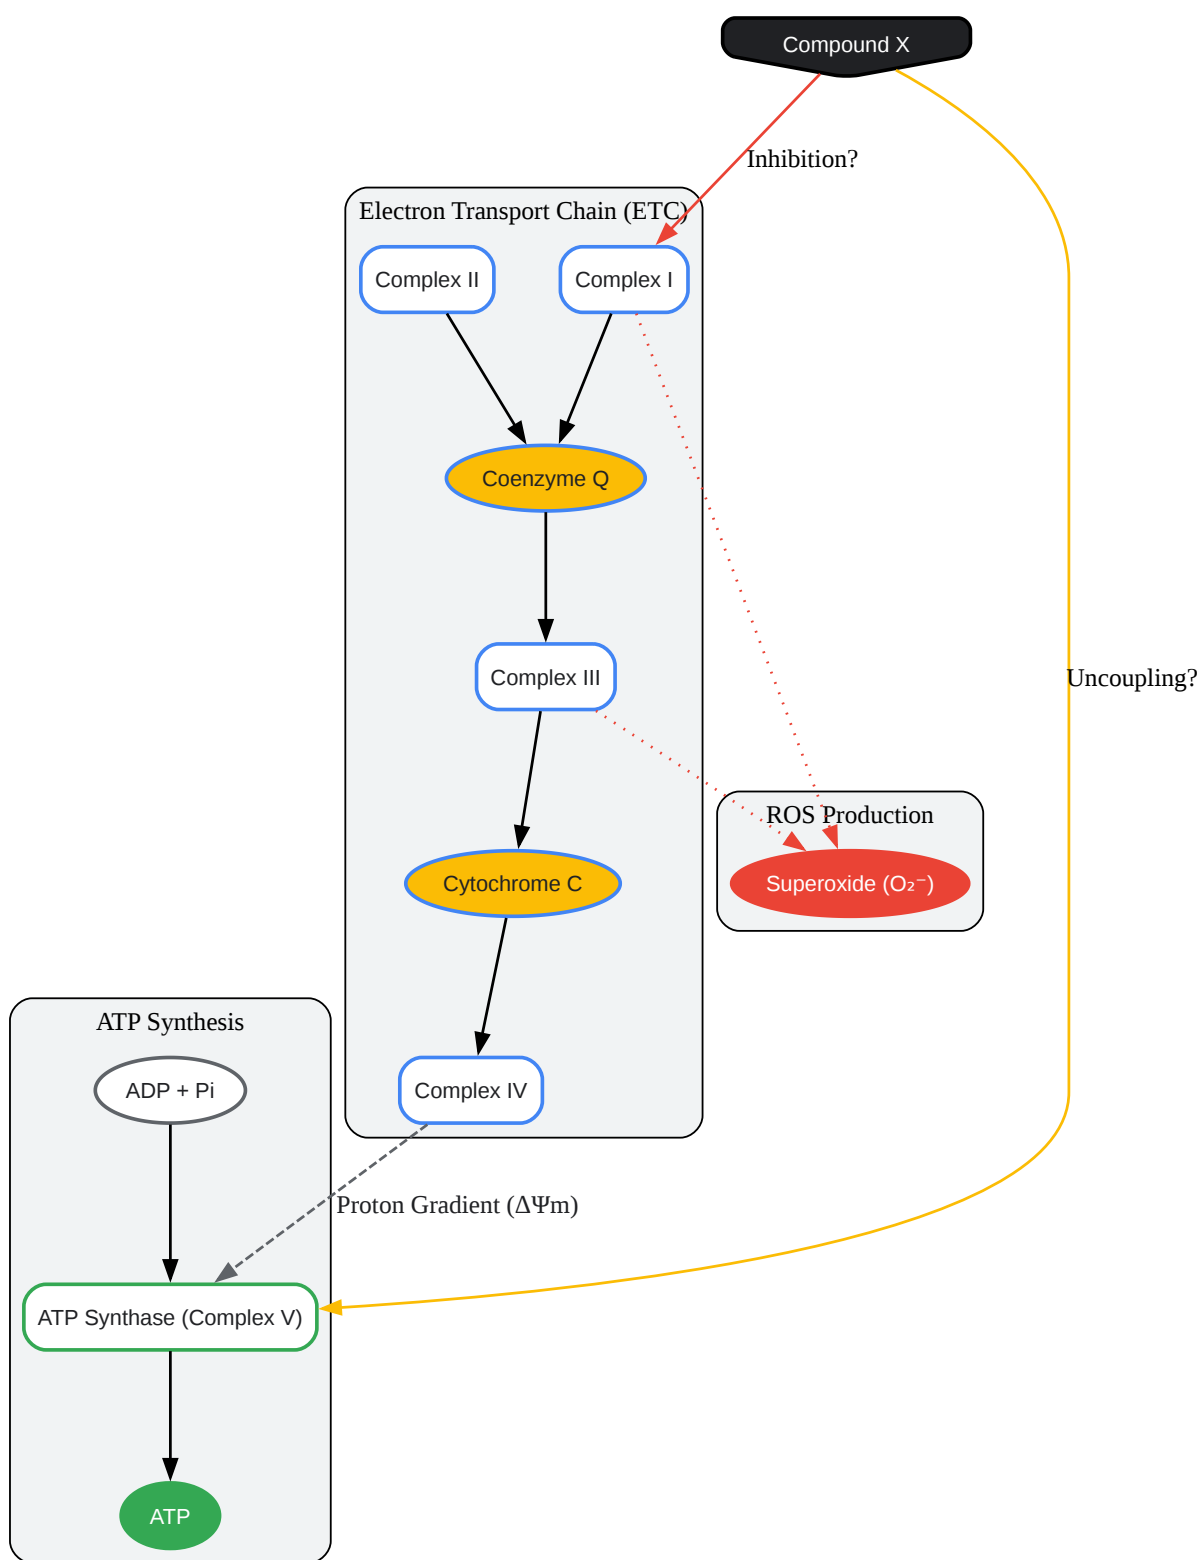 Compound X
Inhibition?
Electron Transport Chain (ETC)
Complex II
Complex I
Coenzyme Q
Complex III
Uncoupling?
ROS Production
Superoxide (O₂⁻)
Cytochrome C
ATP Synthesis
ADP + Pi
Complex IV
Proton Gradient (ΔΨm)
ATP Synthase (Complex V)
ATP